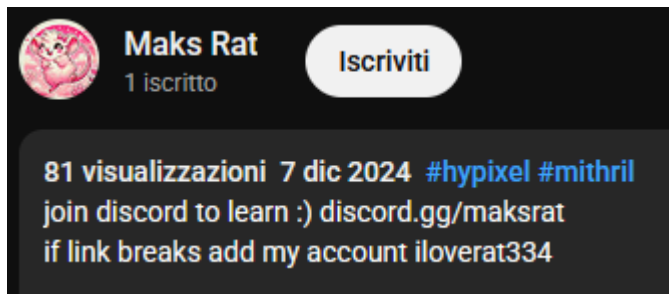 Maks Rat
1 iscritto
Iscriviti
81 visualizzazioni 7 dic 2024 #hypixel #mithril
join discord to learn :) discord.gg/maksrat
if link breaks add my account iloverat334